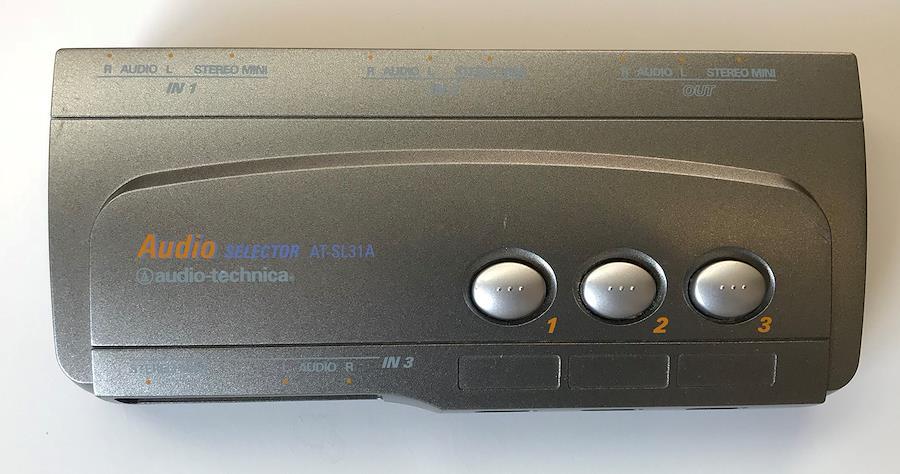 R AUDIO L STEREO MINI
IN 1
R AUDIO L STEREO MINI
IN 2
R AUDIO L STEREO MINI
OUT
Audio SELECTOR AT-SL31A
audio-technica®
1
2
3
STEREO
L AUDIO R
IN 3